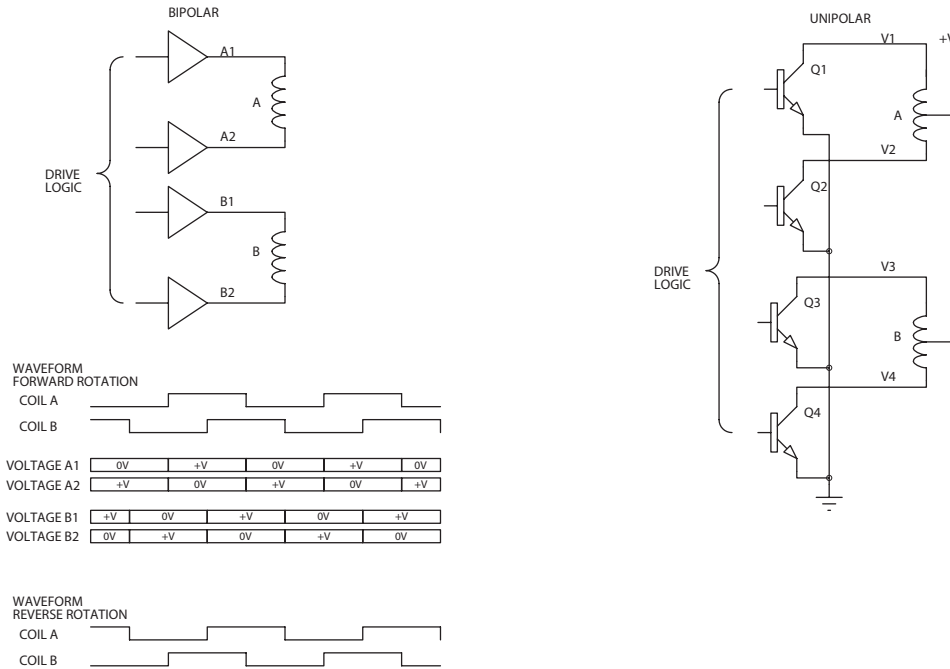 BIPOLAR
A1
A
A2
DRIVE
LOGIC
B1
B
B2
UNIPOLAR
V1
+V
Q1
A
V2
Q2
DRIVE
LOGIC
V3
Q3
B
V4
Q4
WAVEFORM
FORWARD ROTATION
COIL A
COIL B
VOLTAGE A1 0V +V 0V +V 0V
VOLTAGE A2 +V 0V +V 0V +V
VOLTAGE B1 +V 0V +V 0V +V
VOLTAGE B2 0V +V 0V +V 0V
WAVEFORM
REVERSE ROTATION
COIL A
COIL B